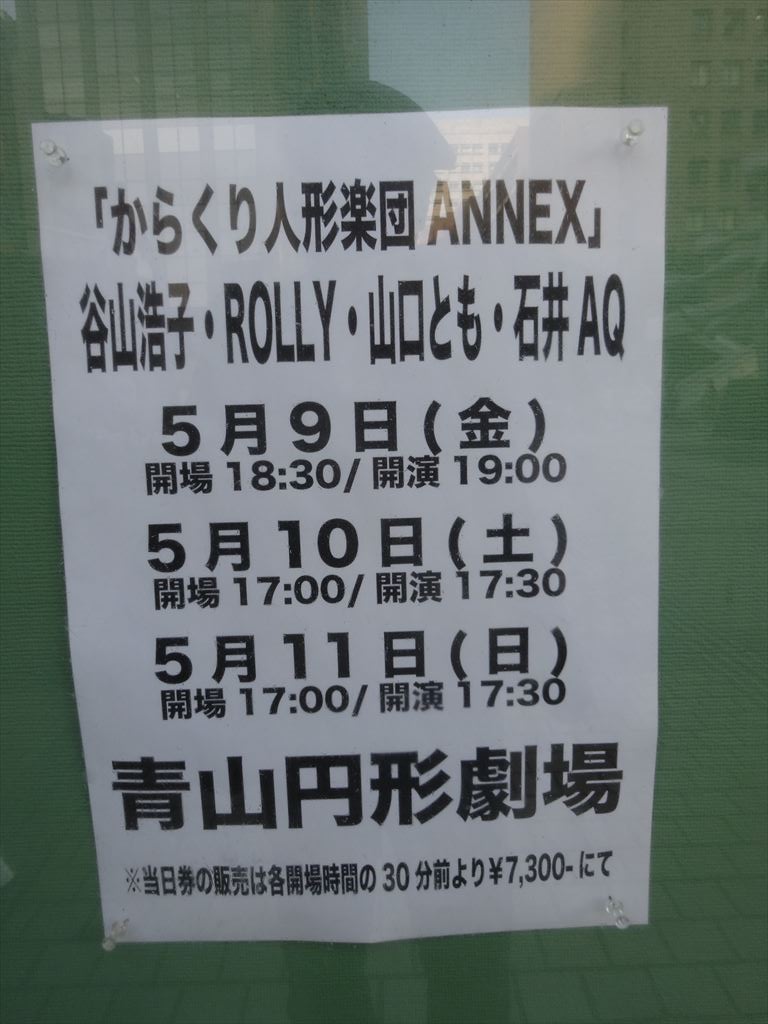 「からくり人形楽団 ANNEX」
谷山浩子・ROLLY・山口とも・石井 AQ
5月9日(金)
開場 18:30/ 開演 19:00
5月10日(土)
開場 17:00/ 開演 17:30
5月11日(日)
開場 17:00/ 開演 17:30
青山円形劇場
※当日券の販売は各開場時間の 30 分前より¥7,300- にて